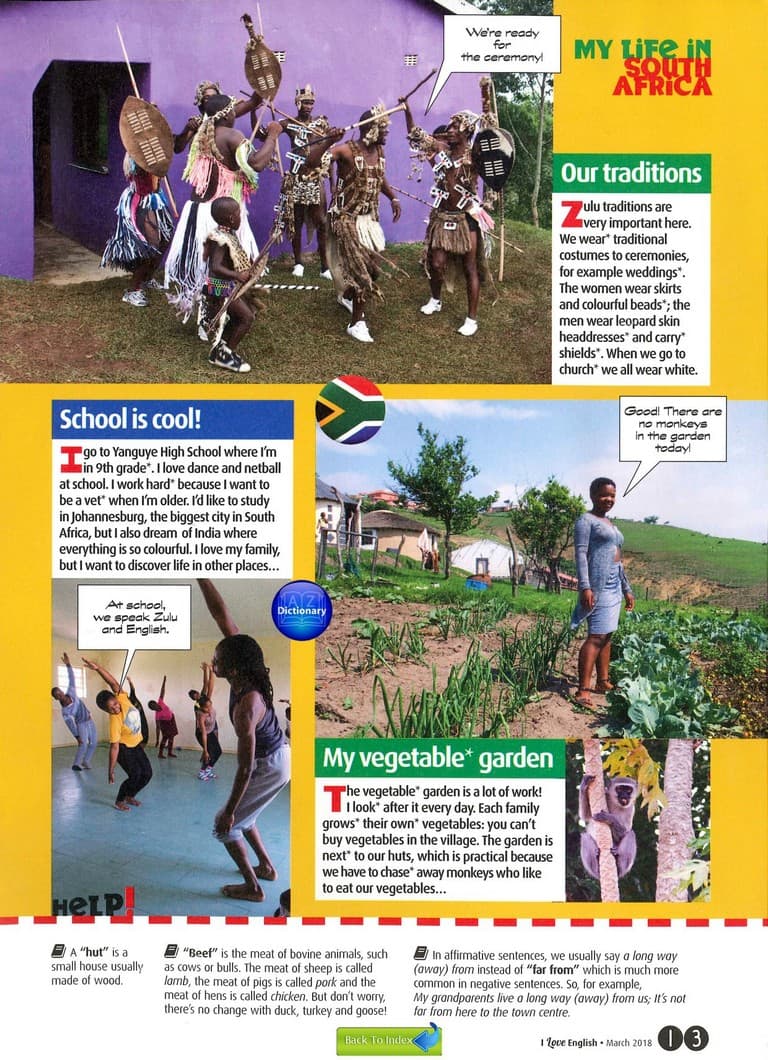 We're ready
for
the ceremony!
MY LIFE IN
SOUTH
AFRICA
Our traditions
Zulu traditions are
very important here.
We wear* traditional
costumes to ceremonies,
for example weddings*.
The women wear skirts
and colourful beads*; the
men wear leopard skin
headdresses* and carry*
shields*. When we go to
church* we all wear white.
School is cool!
I go to Yanguye High School where I'm
in 9th grade*. I love dance and netball
at school. I work hard* because I want to
be a vet* when I'm older. I'd like to study
in Johannesburg, the biggest city in South
Africa, but I also dream of India where
everything is so colourful. I love my family,
but I want to discover life in other places...
At school,
we speak Zulu
and English.
Good! There are
no monkeys
in the garden
today!
AZ
Dictionary
My vegetable* garden
The vegetable* garden is a lot of work!
I look* after it every day. Each family
grows* their own* vegetables: you can't
buy vegetables in the village. The garden is
next* to our huts, which is practical because
we have to chase* away monkeys who like
to eat our vegetables...
HELP!
A "hut" is a
small house usually
made of wood.
"Beef" is the meat of bovine animals, such
as cows or bulls. The meat of sheep is called
lamb, the meat of pigs is called pork and the
meat of hens is called chicken. But don't worry,
there's no change with duck, turkey and goose!
In affirmative sentences, we usually say a long way
(away) from instead of "far from" which is much more
common in negative sentences. So, for example,
My grandparents live a long way (away) from us; It's not
far from here to the town centre.
Back To Index
I Love English • March 2018 13